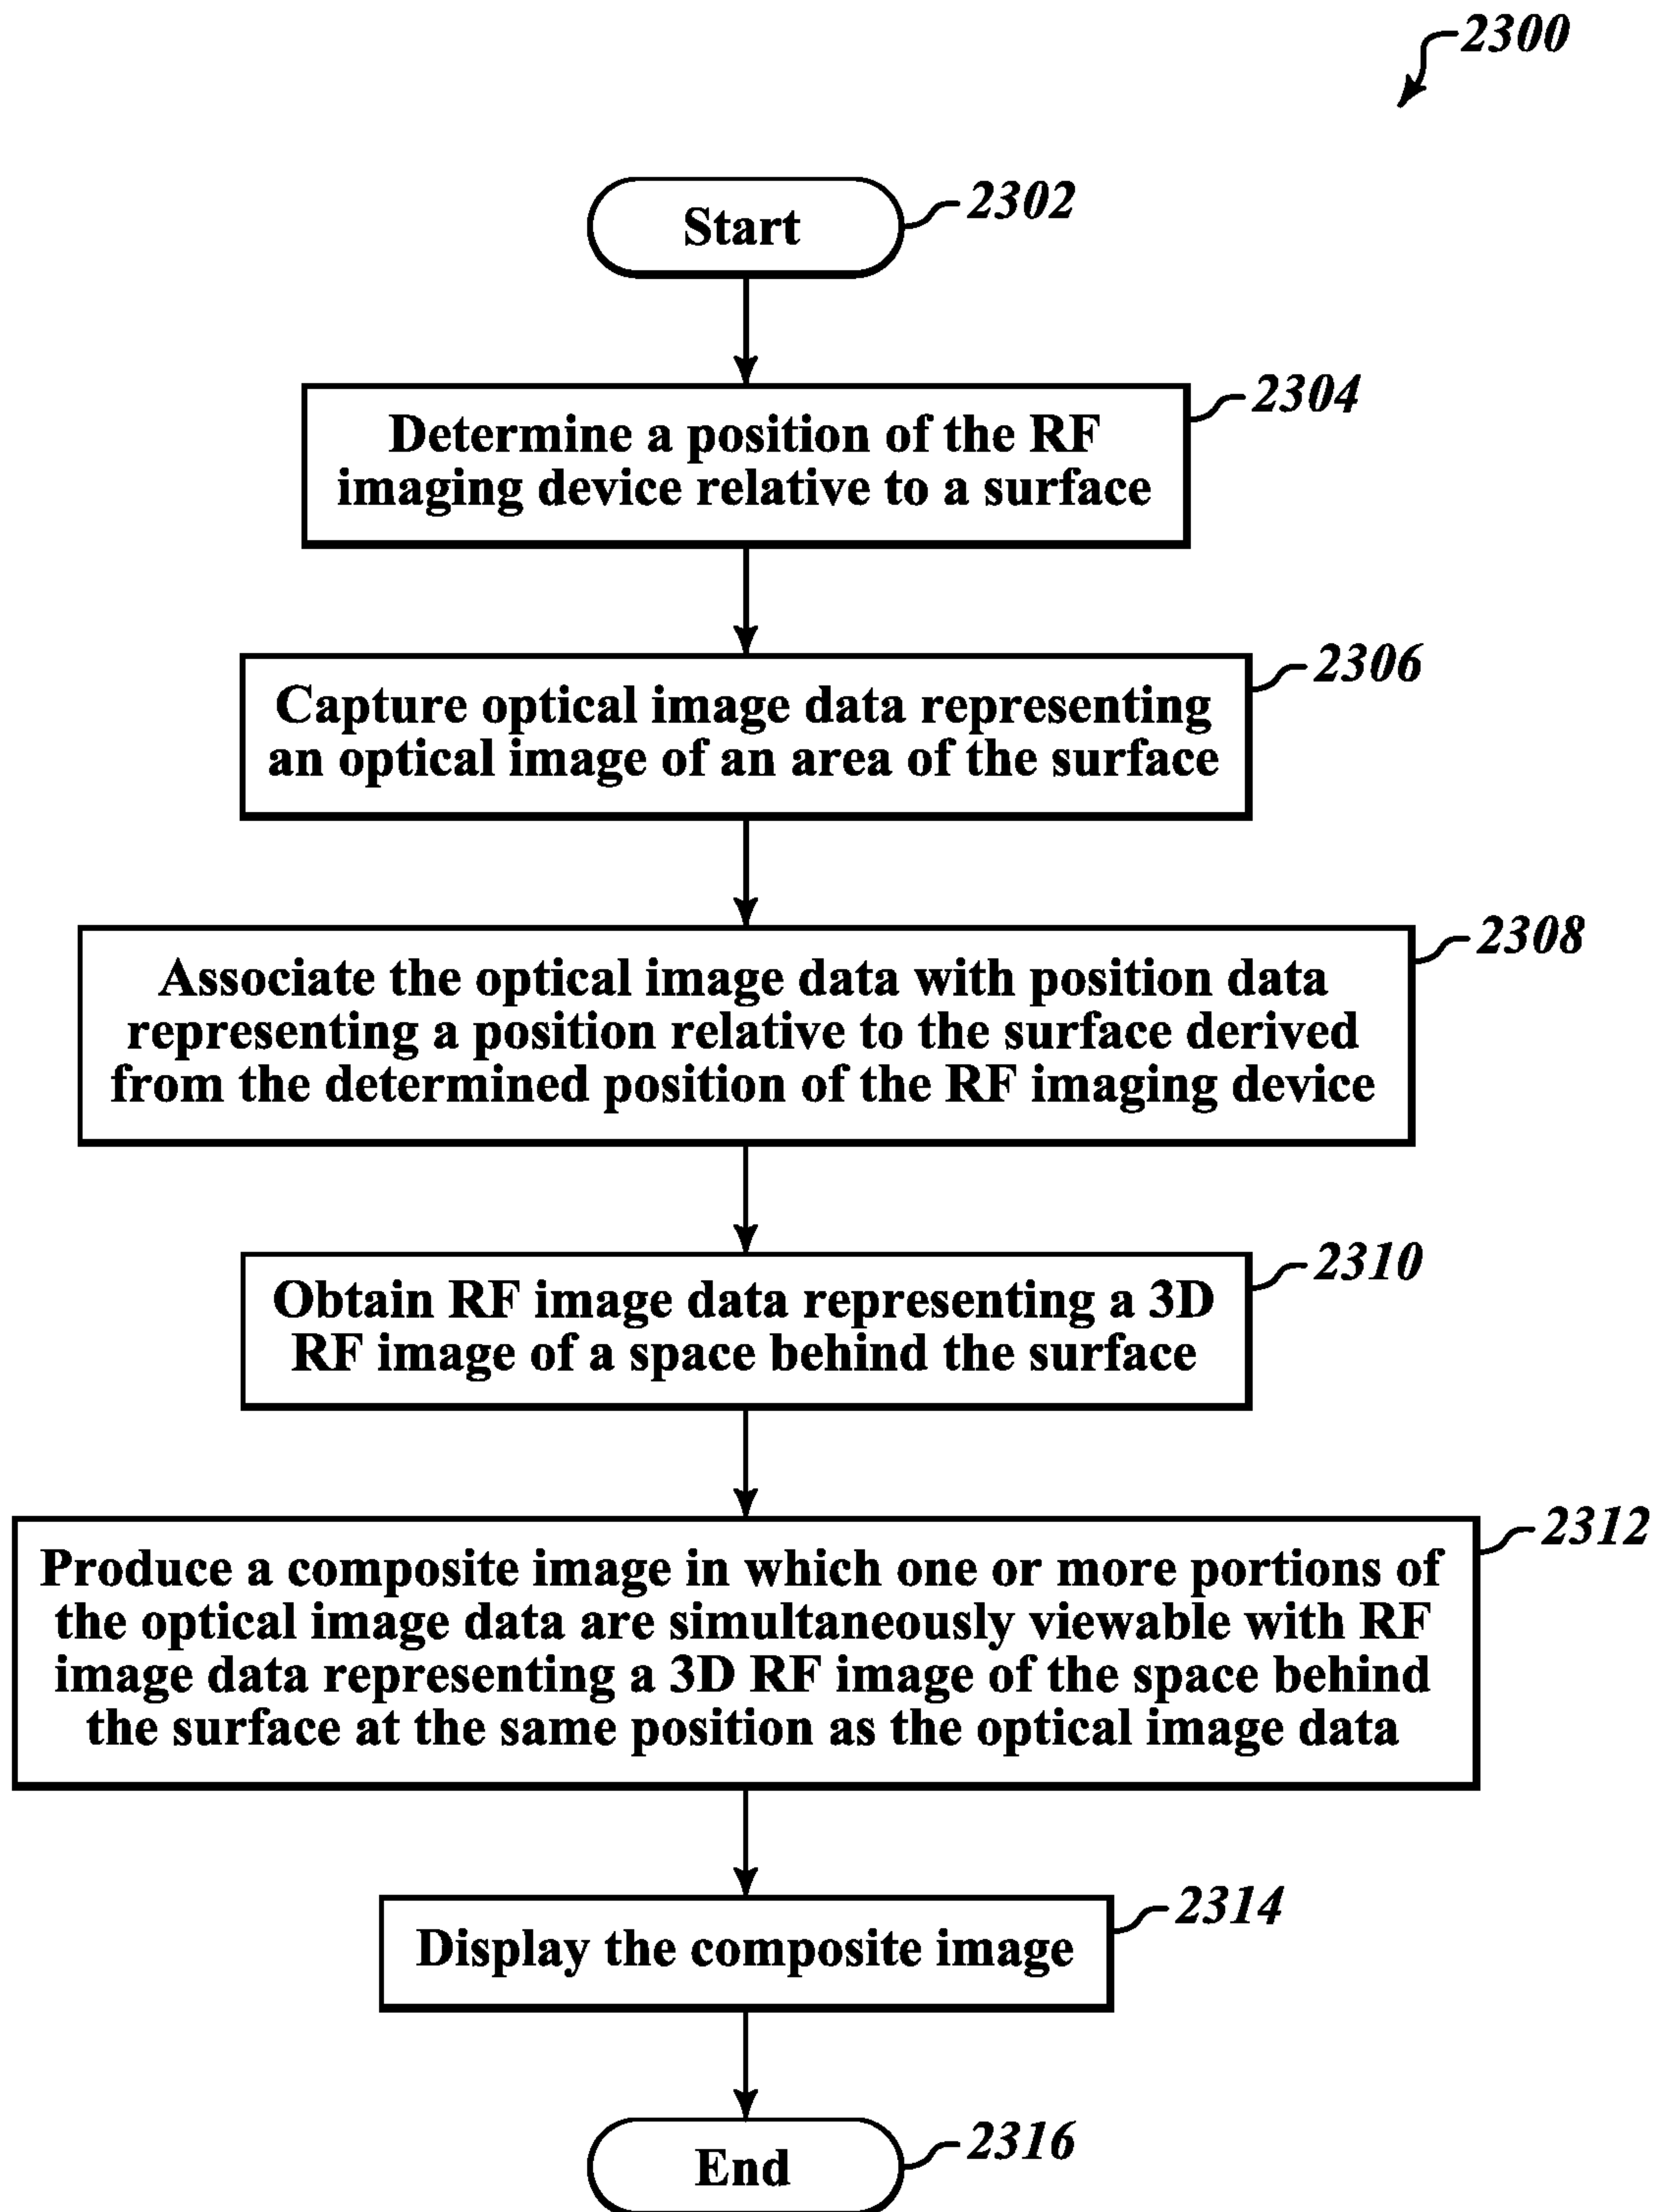 2300
Start
2302
Determine a position of the RF
imaging device relative to a surface
2304
Capture optical image data representing
an optical image of an area of the surface
2306
Associate the optical image data with position data
representing a position relative to the surface derived
from the determined position of the RF imaging device
2308
Obtain RF image data representing a 3D
RF image of a space behind the surface
2310
Produce a composite image in which one or more portions of
the optical image data are simultaneously viewable with RF
image data representing a 3D RF image of the space behind
the surface at the same position as the optical image data
2312
Display the composite image
2314
End
2316